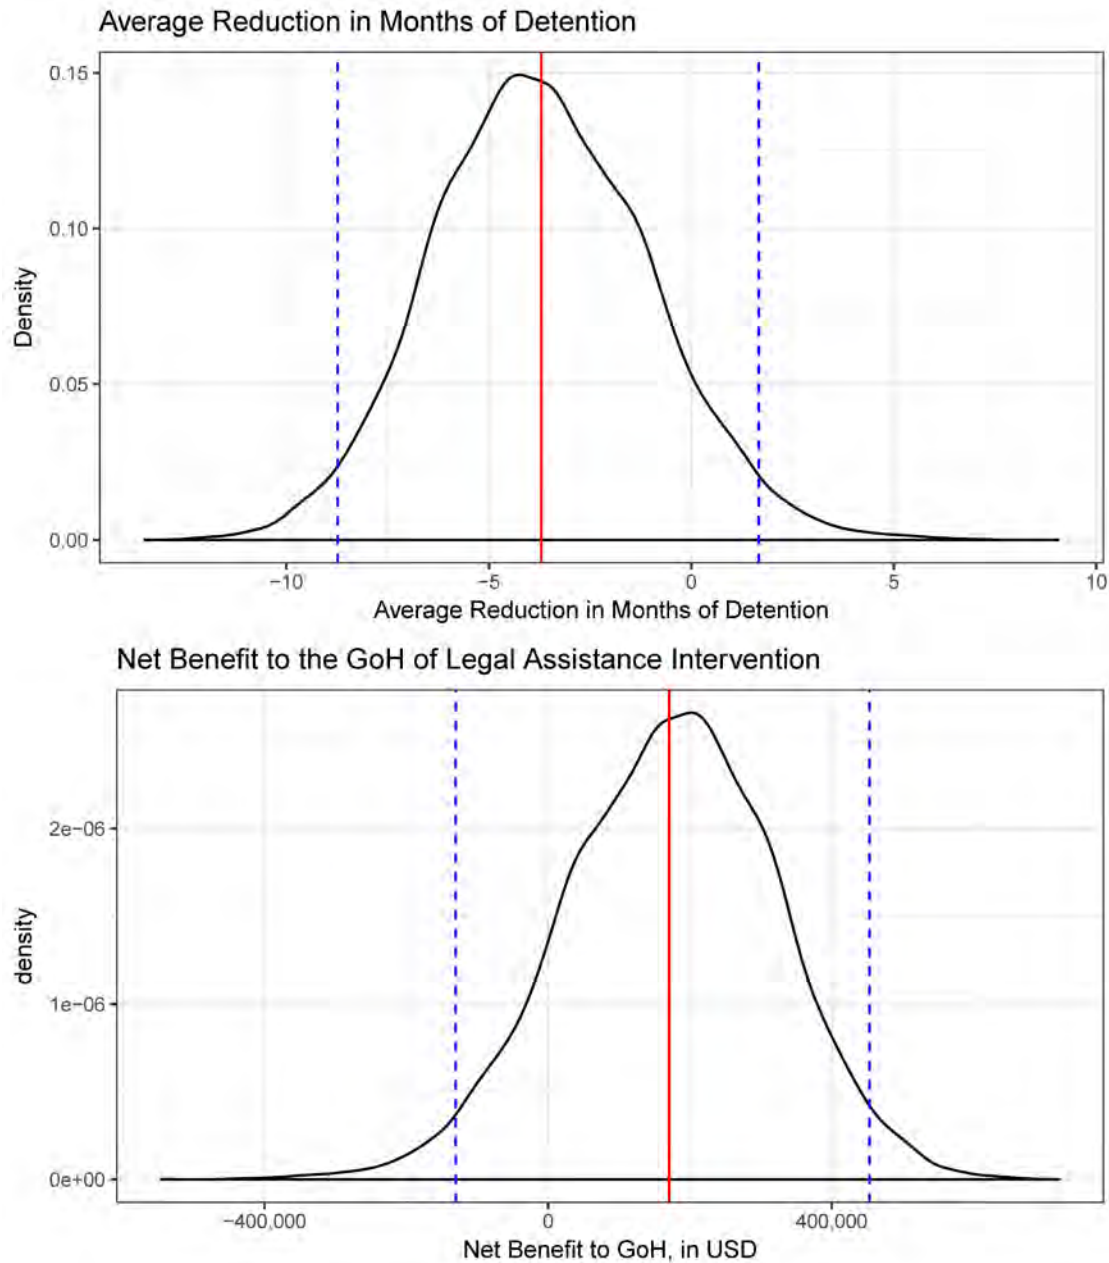 Average Reduction in Months of Detention
0.15
0.10
0.05
0.00
Density
−10 −5 0 5 10
Average Reduction in Months of Detention
Net Benefit to the GoH of Legal Assistance Intervention
2e−06
1e−06
0e+00
density
−400,000 0 400,000
Net Benefit to GoH, in USD